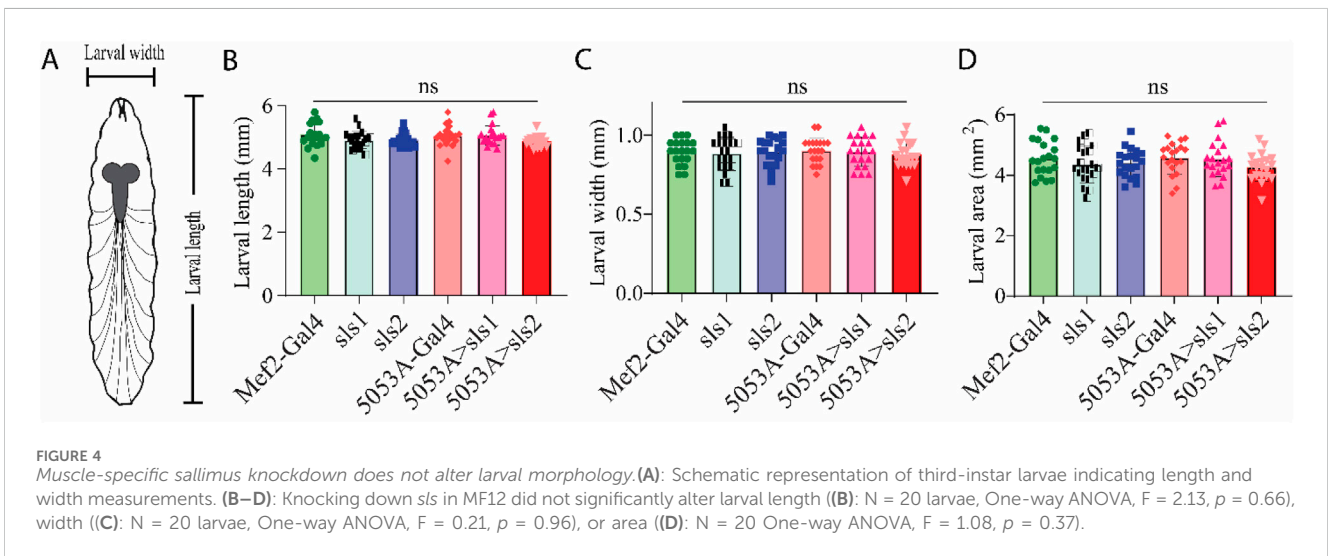 A
Larval width
Larval length
B
ns
Larval length (mm)
6
4
2
0
Mef2-Gal4
sls1
sls2
5053A-Gal4
5053A>sls1
5053A>sls2
C
ns
Larval width (mm)
1.0
0.5
0.0
Mef2-Gal4
sls1
sls2
5053A-Gal4
5053A>sls1
5053A>sls2
D
ns
Larval area (mm²)
6
4
2
0
Mef2-Gal4
sls1
sls2
5053A-Gal4
5053A>sls1
5053A>sls2
FIGURE 4
Muscle-specific sallimus knockdown does not alter larval morphology.(A): Schematic representation of third-instar larvae indicating length and
width measurements. (B–D): Knocking down sls in MF12 did not significantly alter larval length ((B): N = 20 larvae, One-way ANOVA, F = 2.13, p = 0.66),
width ((C): N = 20 larvae, One-way ANOVA, F = 0.21, p = 0.96), or area ((D): N = 20 One-way ANOVA, F = 1.08, p = 0.37).